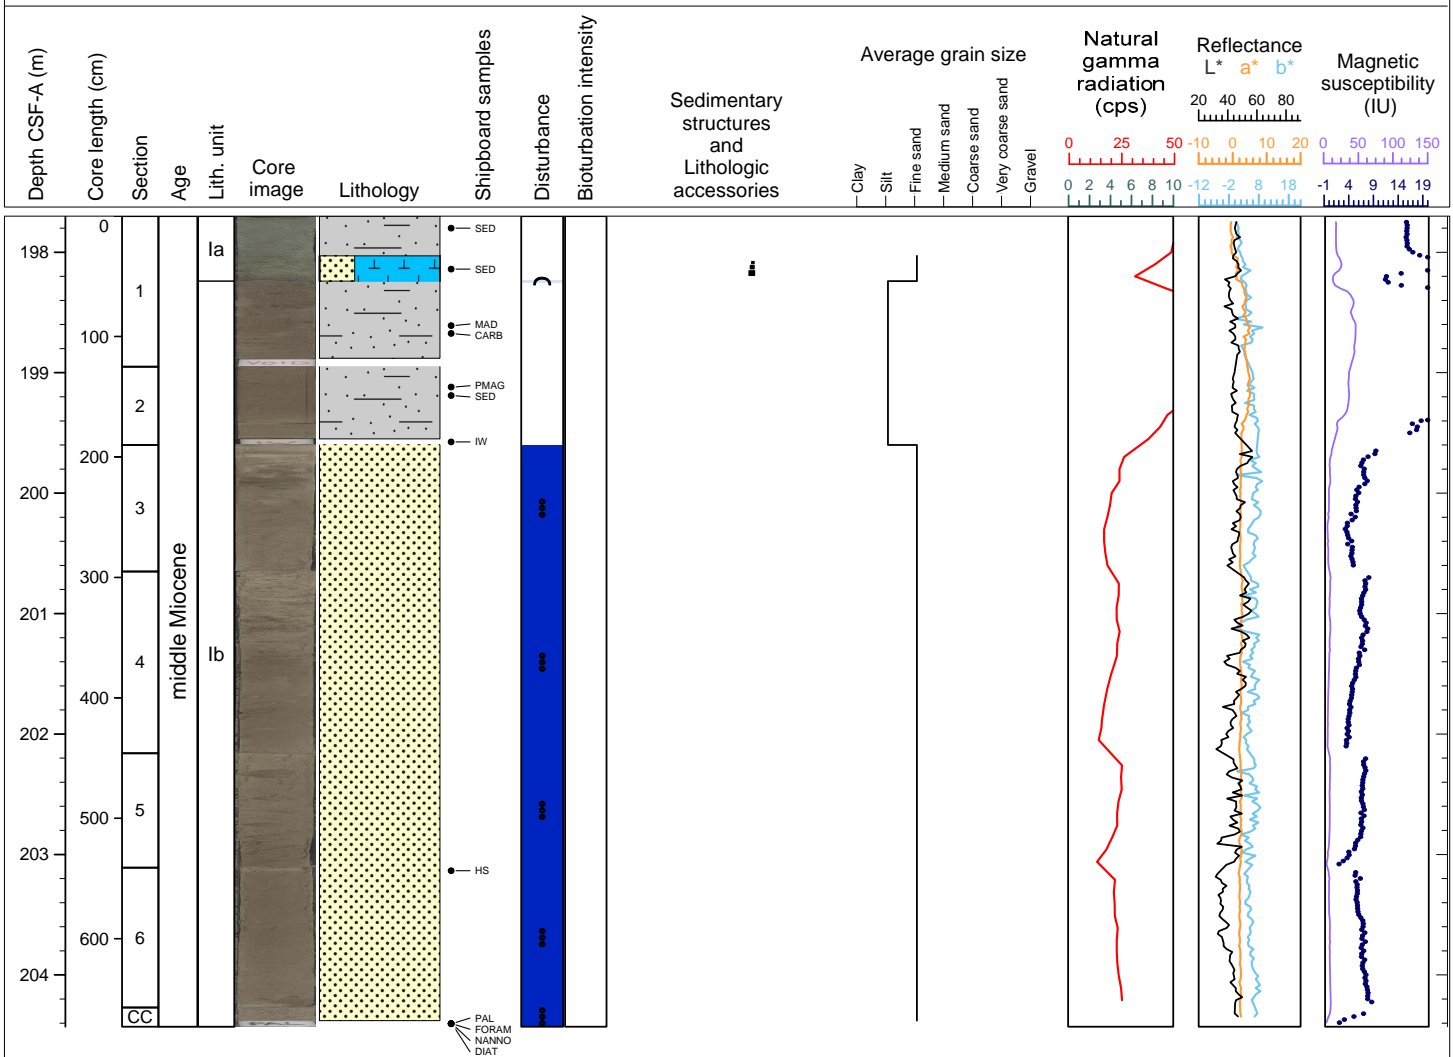 Depth CSF-A (m)
Core length (cm)
Section
Age
Lith. unit
Core
image
Lithology
Shipboard samples
Disturbance
Bioturbation intensity
Sedimentary
structures
and
Lithologic
accessories
Average grain size
Clay
Silt
Fine sand
Medium sand
Coarse sand
Very coarse sand
Gravel
Natural
gamma
radiation
(cps)
0 25 50
0 2 4 6 8 10
Reflectance
L* a* b*
20 40 60 80
-10 0 10 20
-12 -2 8 18
Magnetic
susceptibility
(IU)
0 50 100 150
-1 4 9 14 19
198
199
200
201
202
203
204
0
100
200
300
400
500
600
1
2
3
4
5
6
CC
middle Miocene
Ia
Ib
VOID
PAL
SED
SED
MAD
CARB
PMAG
SED
IW
HS
PAL
FORAM
NANNO
DIAT